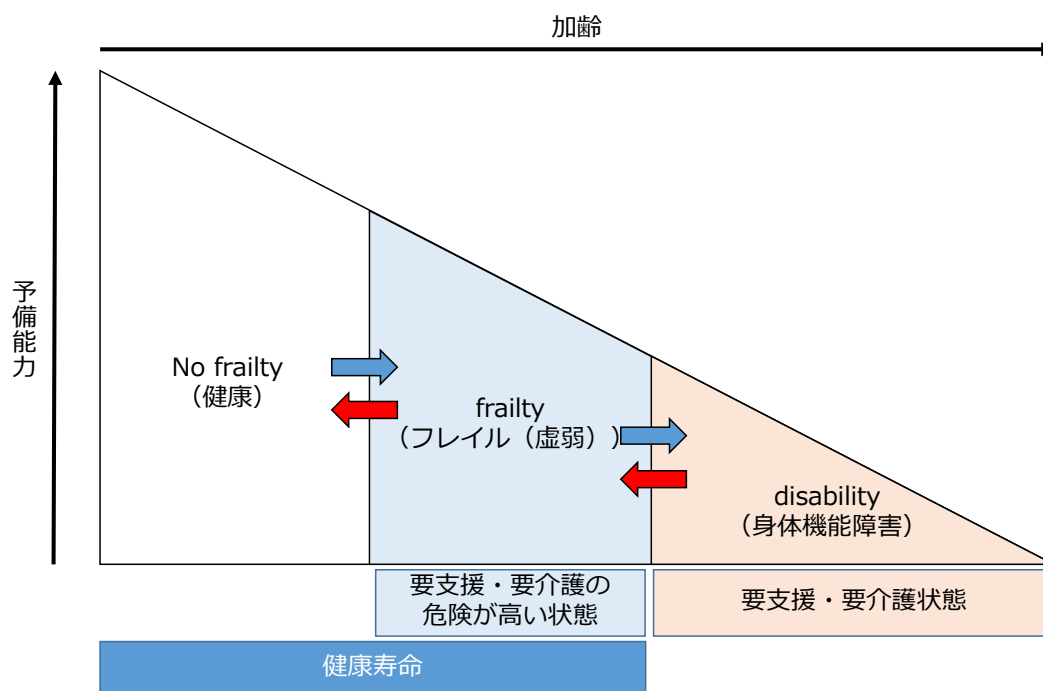 加齢
予備能力
No frailty
（健康）
frailty
（フレイル（虚弱））
disability
（身体機能障害）
要支援・要介護の
危険が高い状態
要支援・要介護状態
健康寿命